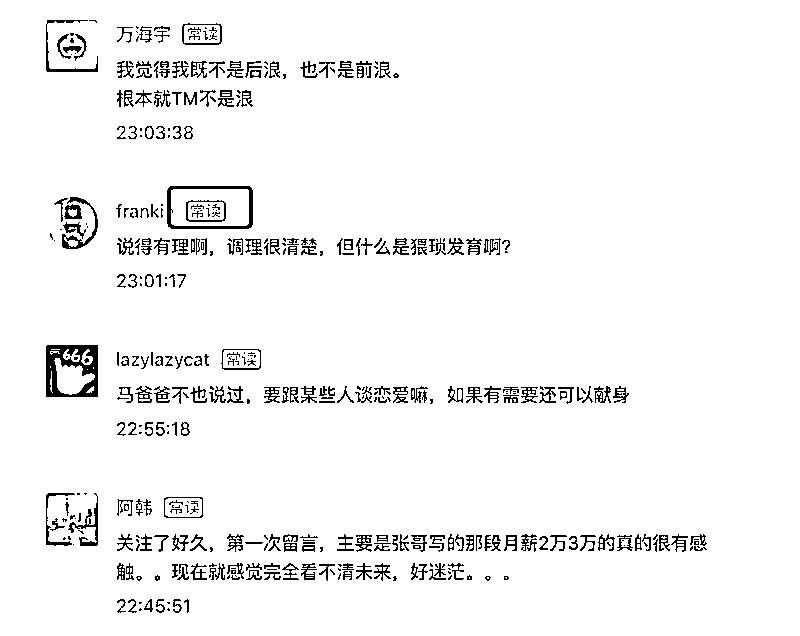 万海宇 常读
我觉得我既不是后浪，也不是前浪。
根本就TM不是浪
23:03:38
franki 常读
说得有理啊，调理很清楚，但什么是猥琐发育啊？
23:01:17
666
lazylazycat 常读
马爸爸不也说过，要跟某些人谈恋爱嘛，如果有需要还可以献身
22:55:18
阿韩 常读
关注了好久，第一次留言，主要是张哥写的那段月薪2万3万的真的很有感
触。。现在就感觉完全看不清未来，好迷茫。。。
22:45:51